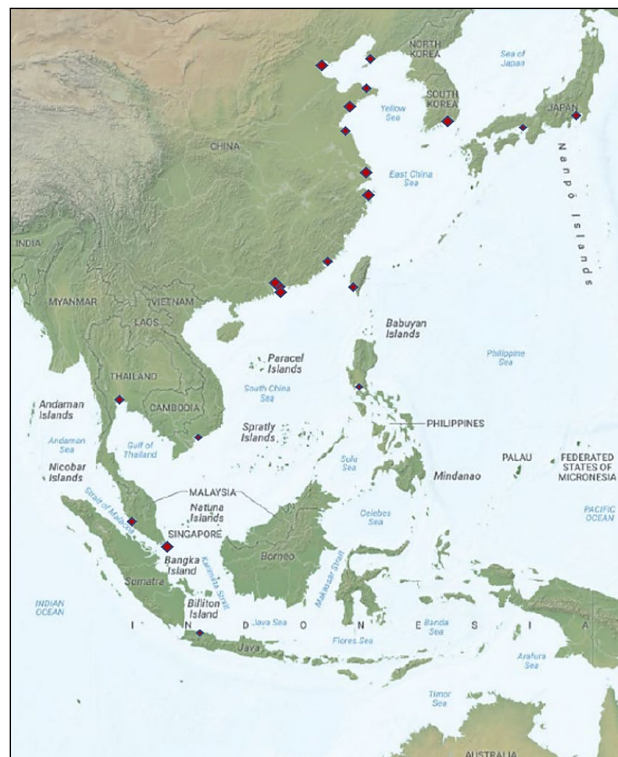 NORTH
KOREA
Sea of
Japan
SOUTH
KOREA
JAPAN
Yellow
Sea
CHINA
East China
Sea
Nanpō Islands
INDIA
MYANMAR
VIETNAM
LAOS
Babuyan
Islands
Paracel
Islands
Philippine
Sea
THAILAND
South China
Sea
Andaman
Islands
CAMBODIA
PHILIPPINES
Spratly
Islands
Andaman
Sea
Gulf of
Thailand
Sulu
Sea
PALAU
FEDERATED
STATES OF
MICRONESIA
Nicobar
Islands
Mindanao
MALAYSIA
Strait of Malacca
Natuna
Islands
Celebes
Sea
PACIFIC
OCEAN
SINGAPORE
Bangka
Island
Borneo
Karimata Strait
Makassar Strait
Sumatra
INDIAN
OCEAN
Billiton
Island
INDONESIA
Java Sea
Banda
Sea
Flores Sea
Java
Arafura
Sea
Timor
Sea
AUSTRALIA